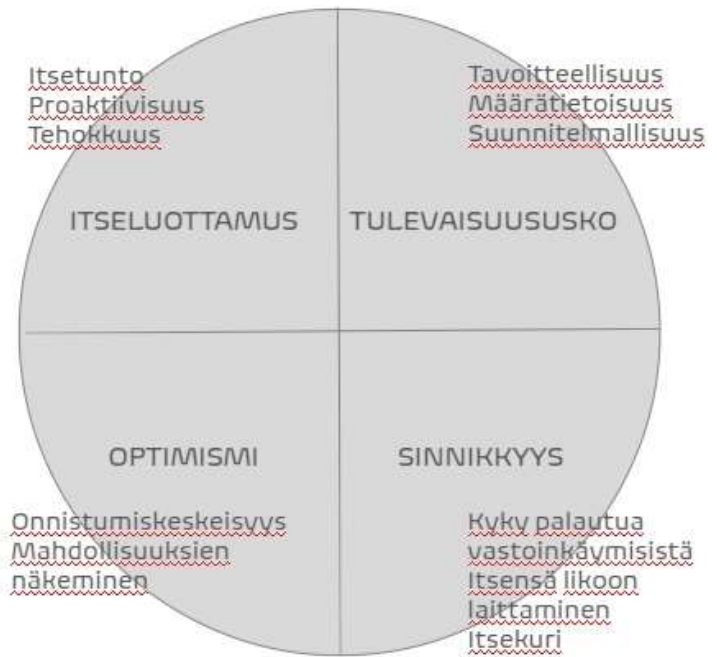 Itsetunto
Proaktiivisuus
Tehokkuus
Tavoitteellisuus
Määrätietoisuus
Suunnitelmallisuus
ITSELUOTTAMUS
TULEVAISUUSUSKO
OPTIMISMI
SINNIKKYYS
Onnistumiskeskeisyys
Mahdollisuuksien
näkeminen
Kyky palautua
vastoinkäymisistä
Itsensä likoon
laittaminen
Itsekuri